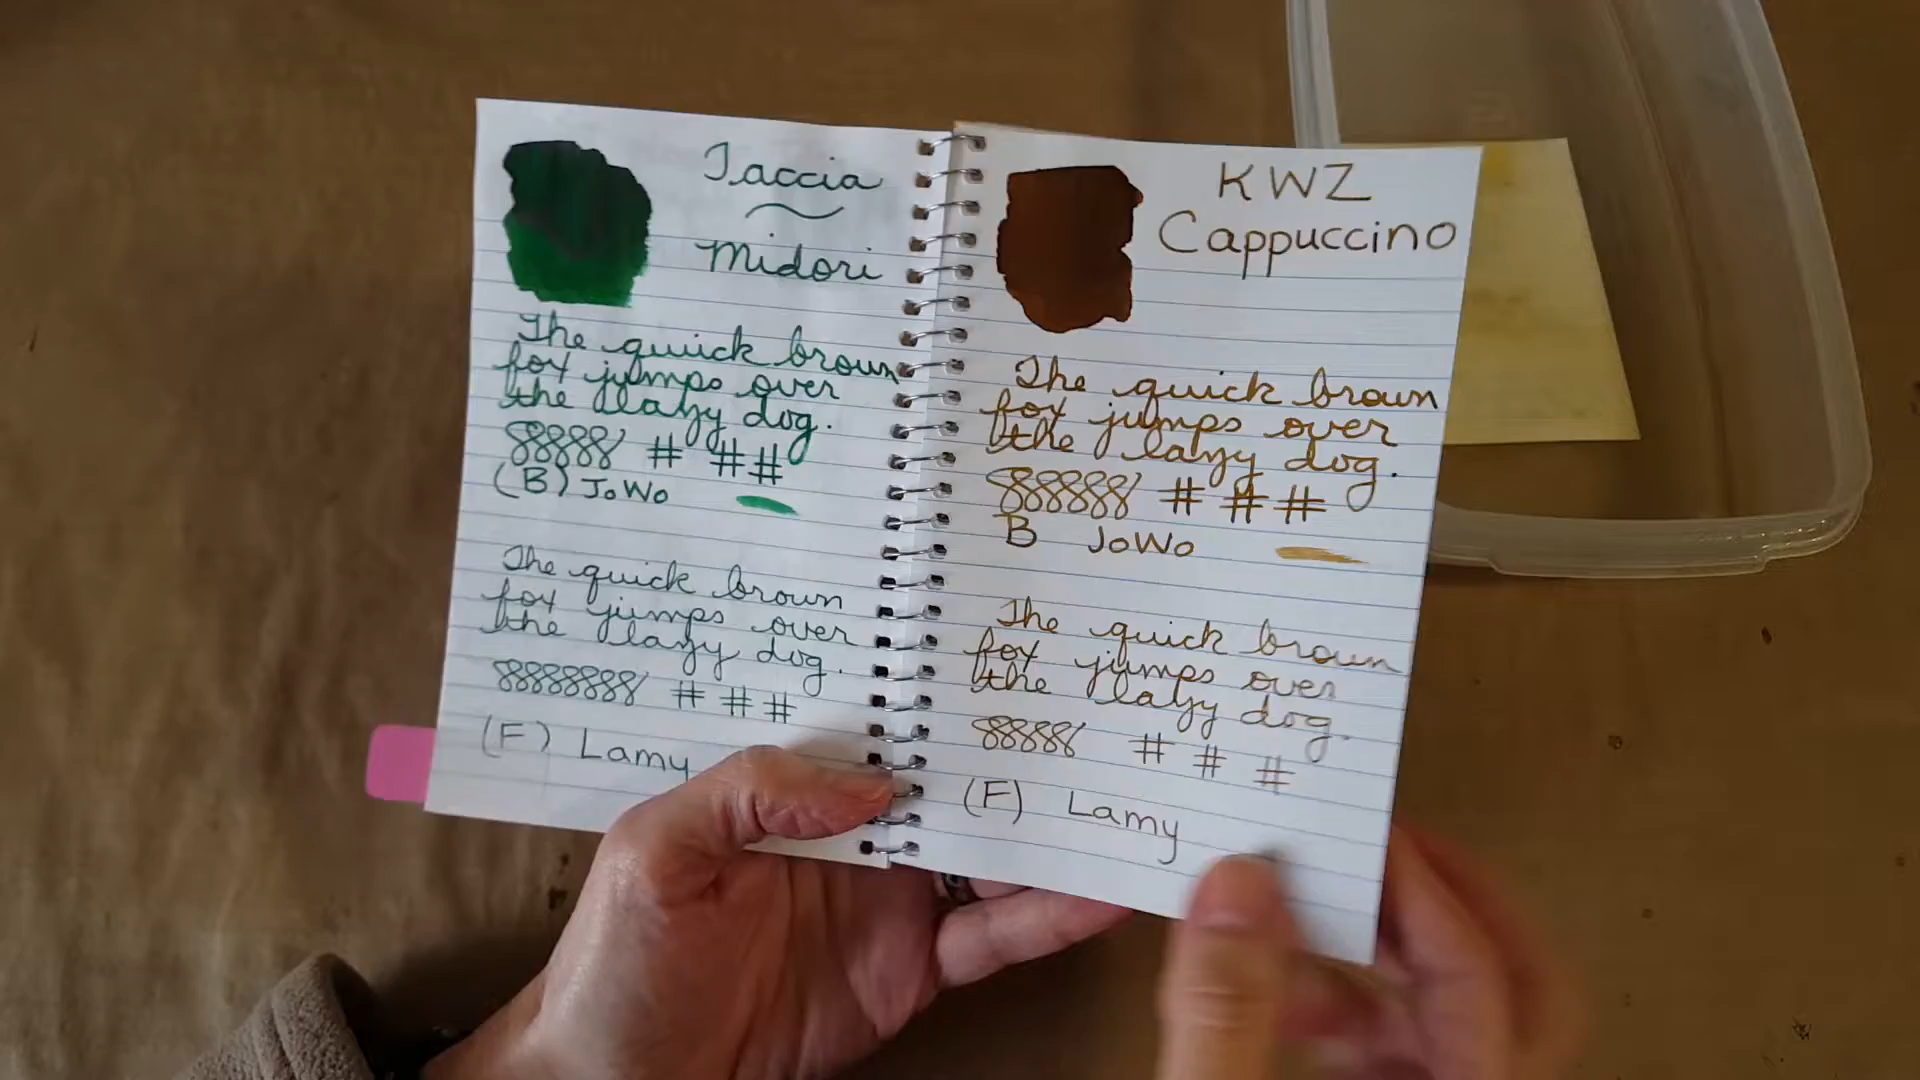 Taccia
Midori
The quick brown
fox jumps over
the lazy dog.
88888 # ##
(B) JoWo
The quick brown
fox jumps over
the lazy dog.
88888888 # # #
(F) Lamy
KWZ
Cappuccino
The quick brown
fox jumps over
the lazy dog.
888888 # # #
B JoWo
The quick brown
fox jumps over
the lazy dog.
88888 # # #
(F) Lamy